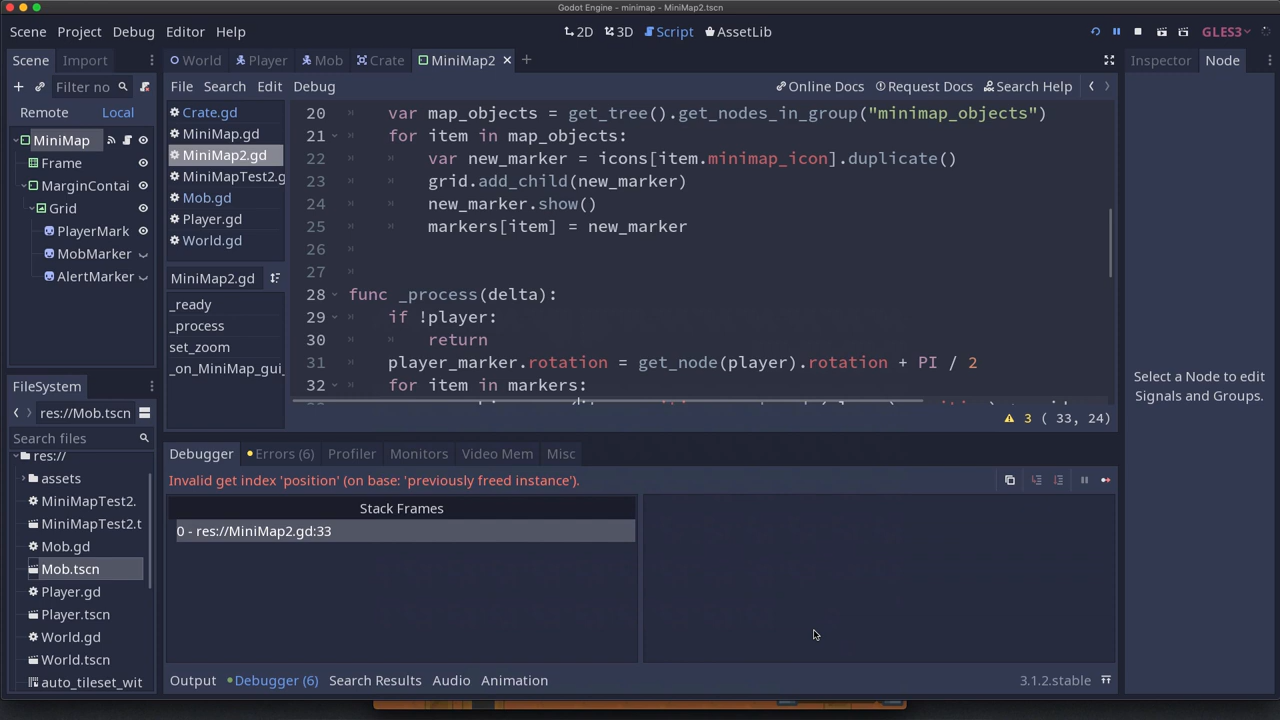 Godot Engine - minimap - MiniMap2.tscn
Scene Project Debug Editor Help
2D 3D Script AssetLib
GLES3
Scene Import
World Player Mob Crate MiniMap2
Inspector Node
Filter no
File Search Edit Debug
Online Docs Request Docs Search Help
Remote Local
MiniMap
Frame
MarginContai
Grid
PlayerMark
MobMarker
AlertMarker
Crate.gd
MiniMap.gd
MiniMap2.gd
MiniMapTest2.g
Mob.gd
Player.gd
World.gd
MiniMap2.gd
_ready
_process
set_zoom
_on_MiniMap_gui_
20 var map_objects = get_tree().get_nodes_in_group("minimap_objects")
21 for item in map_objects:
22 var new_marker = icons[item.minimap_icon].duplicate()
23 grid.add_child(new_marker)
24 new_marker.show()
25 markers[item] = new_marker
26
27
28 func _process(delta):
29 if !player:
30 return
31 player_marker.rotation = get_node(player).rotation + PI / 2
32 for item in markers:
3 ( 33, 24)
Select a Node to edit
Signals and Groups.
FileSystem
res://Mob.tscn
Search files
res://
assets
MiniMapTest2.
MiniMapTest2.t
Mob.gd
Mob.tscn
Player.gd
Player.tscn
World.gd
World.tscn
auto_tileset_wit
Debugger Errors (6) Profiler Monitors Video Mem Misc
Invalid get index 'position' (on base: 'previously freed instance').
Stack Frames
0 - res://MiniMap2.gd:33
Output Debugger (6) Search Results Audio Animation
3.1.2.stable